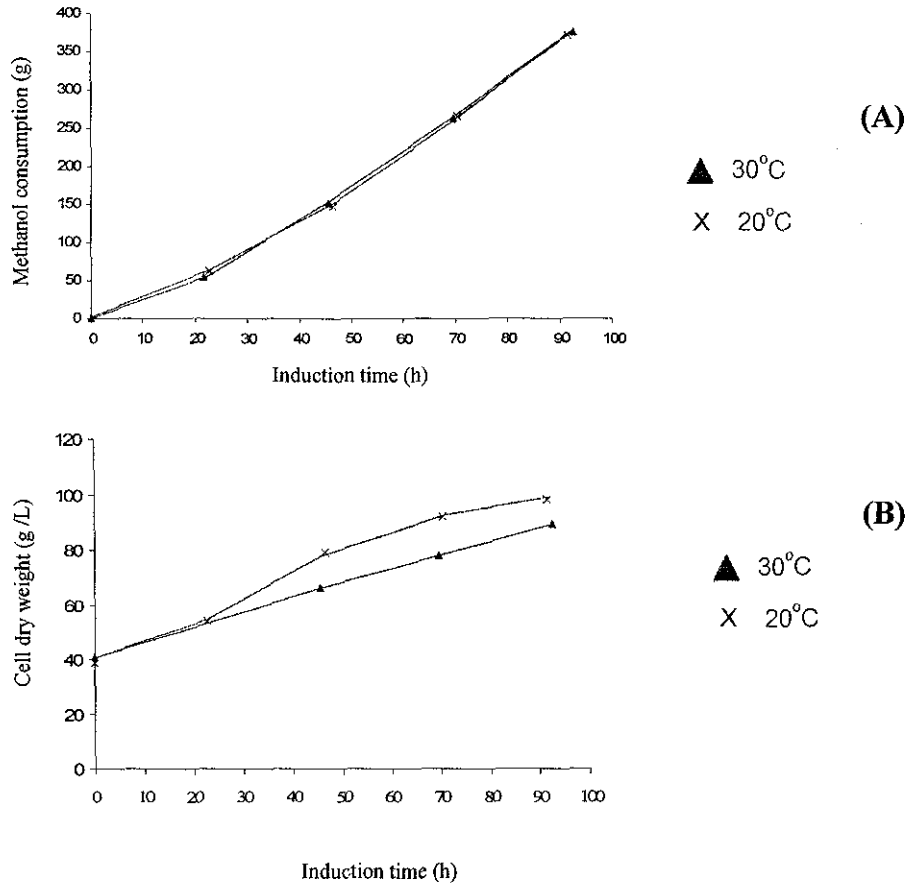 400
350
300
250
200
150
100
50
0
Methanol consumption (g)
0 10 20 30 40 50 60 70 80 90 100
Induction time (h)
(A)
30°C
20°C
120
100
80
60
40
20
0
Cell dry weight (g /L)
0 10 20 30 40 50 60 70 80 90 100
Induction time (h)
(B)
30°C
20°C